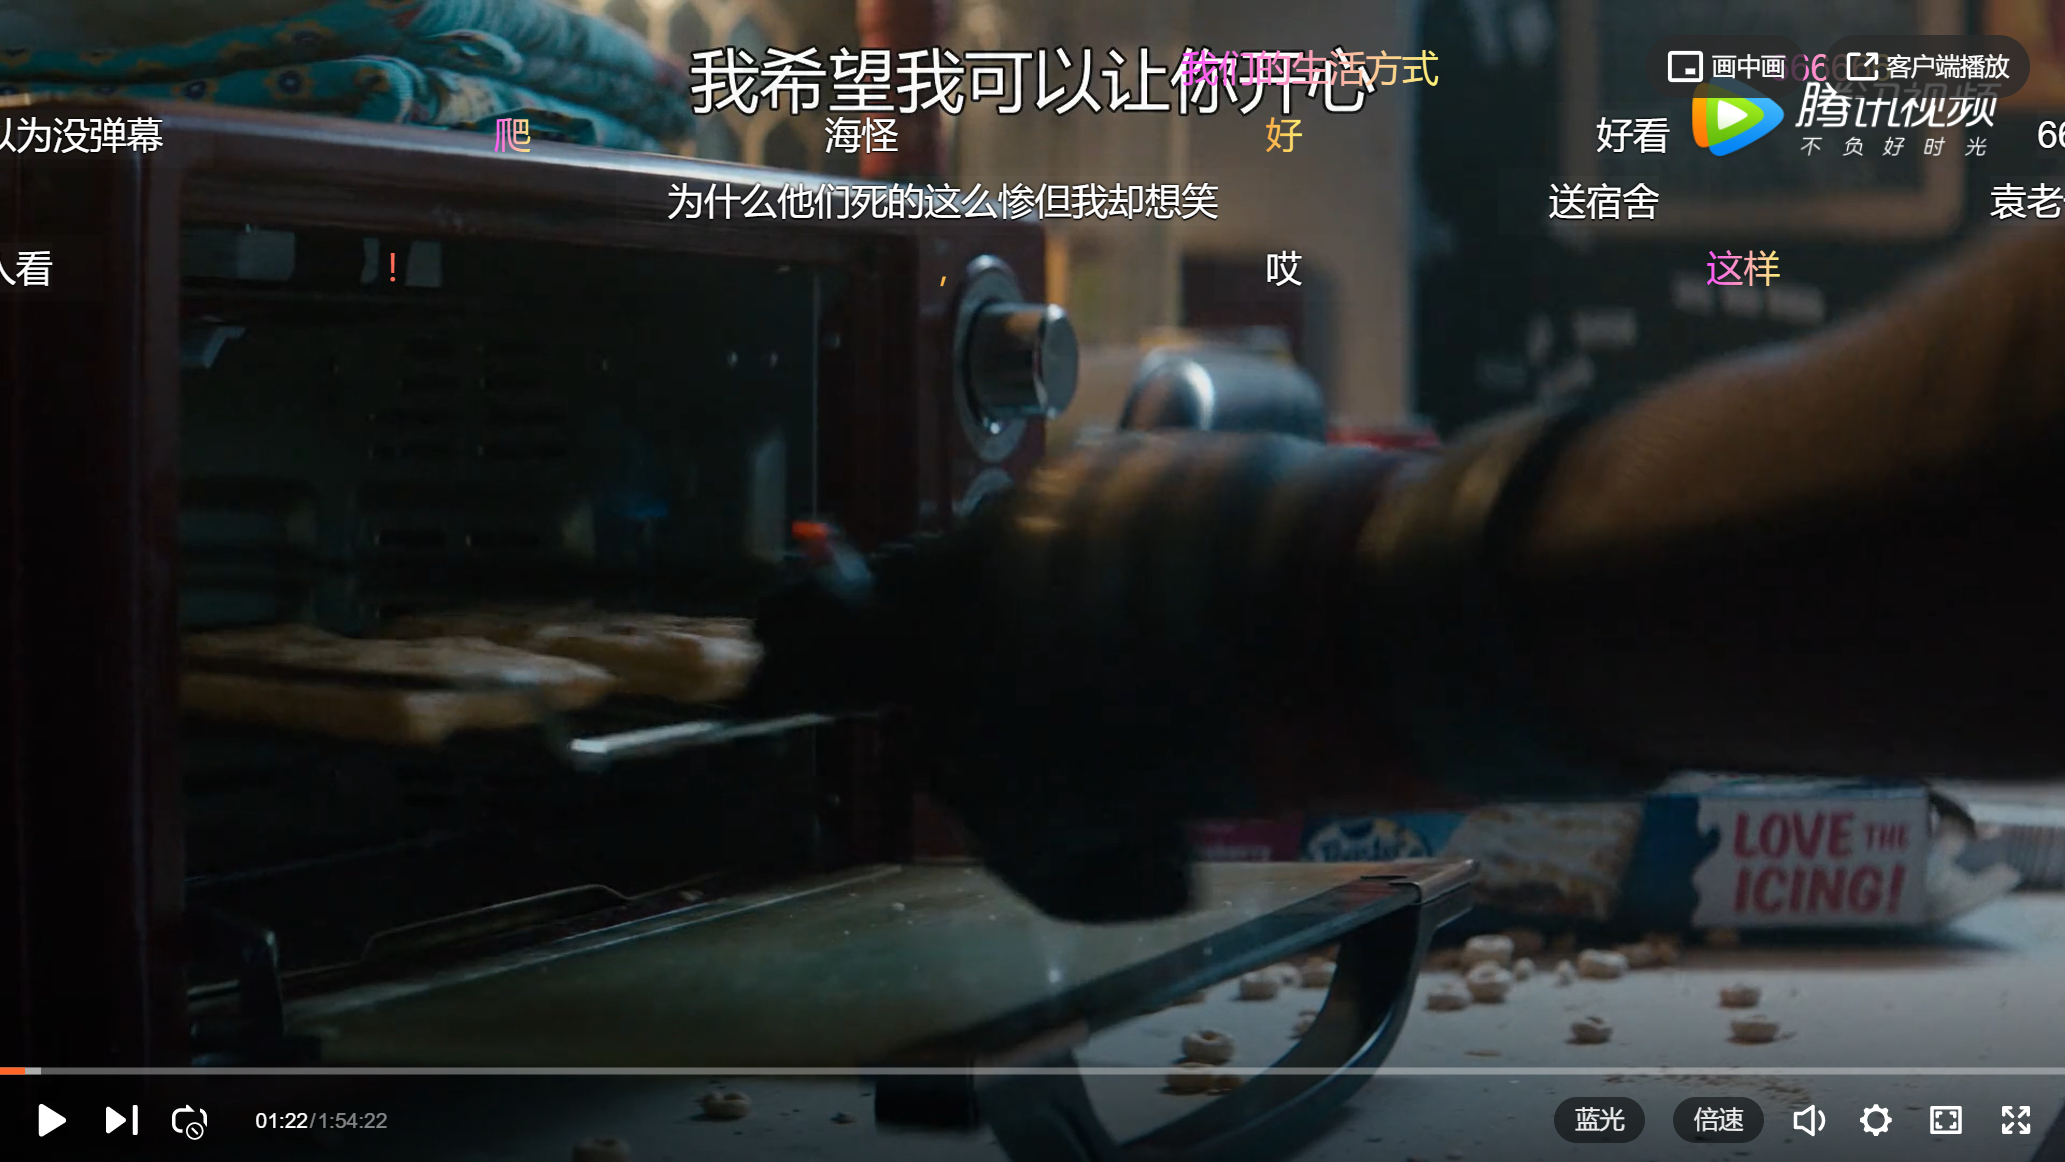 我希望我可以让你开心
我们的生活方式
画中画
客户端播放
腾讯视频
不负好时光
以为没弹幕
爬
海怪
好
好看
66
为什么他们死的这么惨但我却想笑
送宿舍
袁老
人看
!
,
哎
这样
LOVE THE
ICING!
01:22/1:54:22
蓝光
倍速